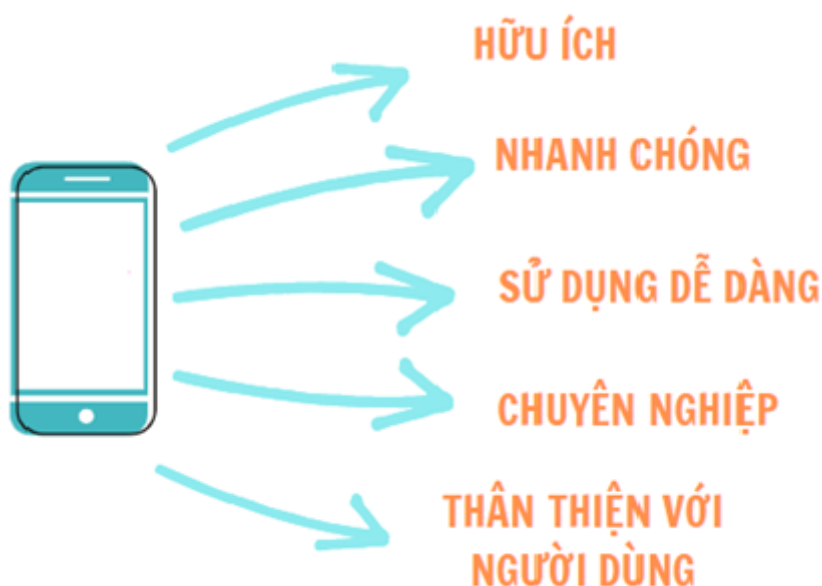 HỮU ÍCH
NHANH CHÓNG
SỬ DỤNG DỄ DÀNG
CHUYÊN NGHIỆP
THÂN THIỆN VỚI
NGƯỜI DÙNG